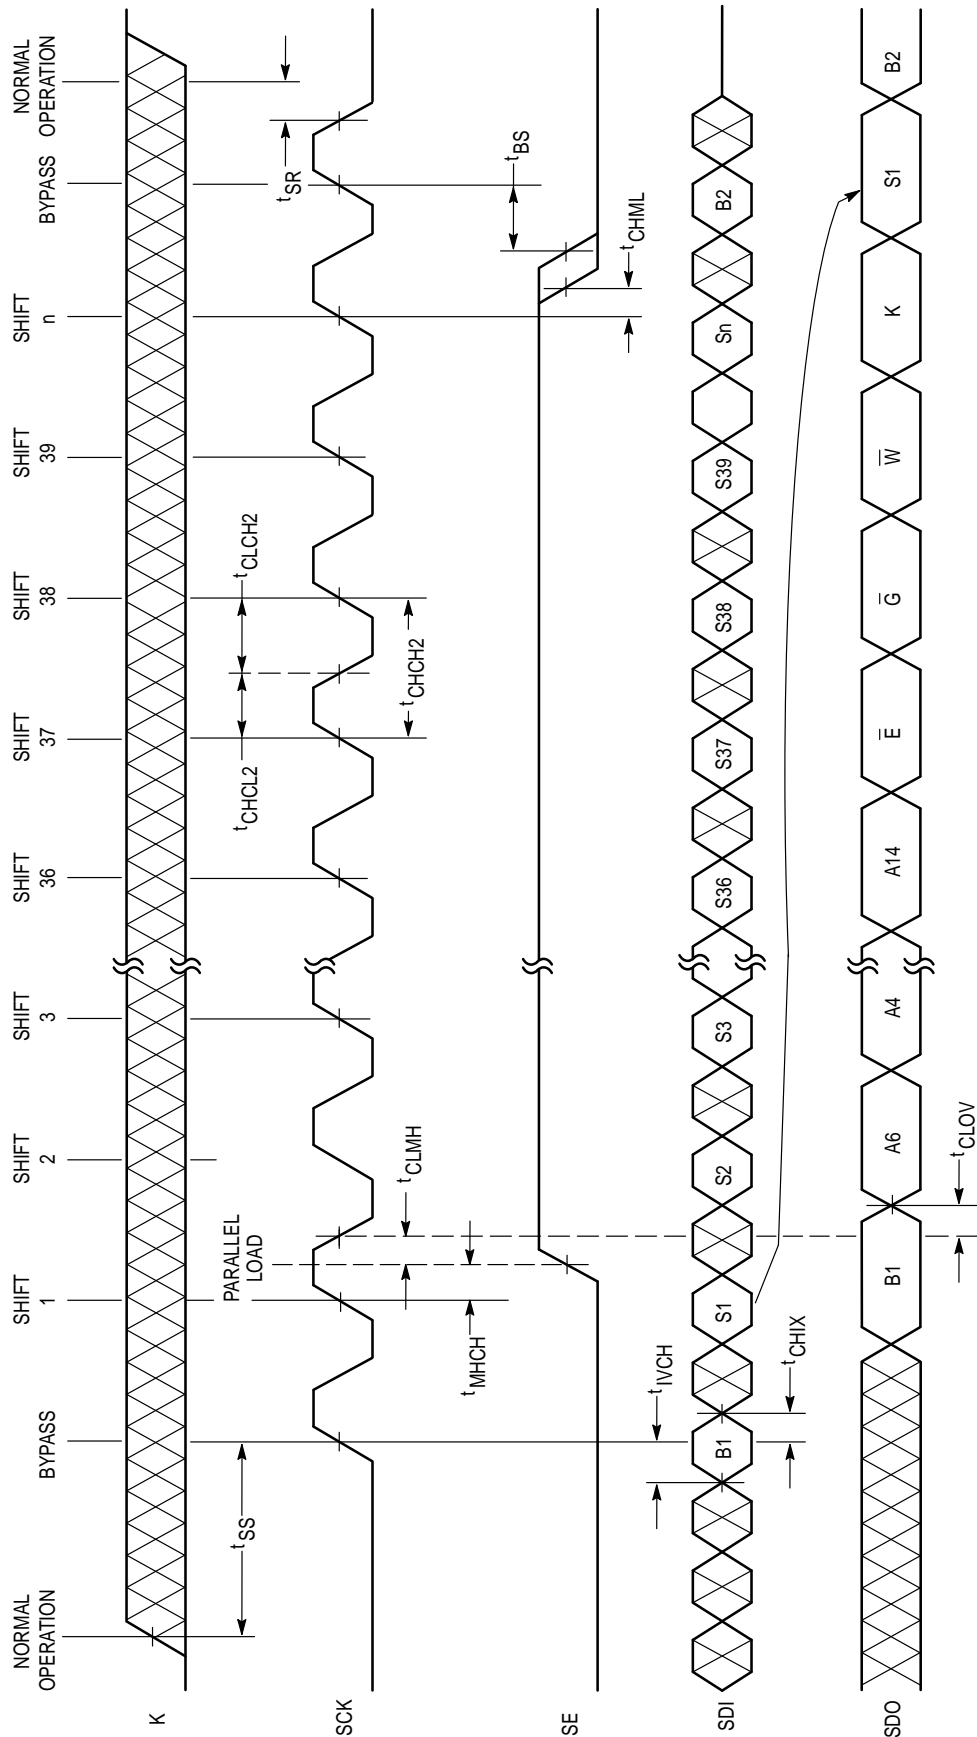 NORMAL
OPERATION
BYPASS
SHIFT
1
SHIFT
2
SHIFT
3
SHIFT
36
SHIFT
37
SHIFT
38
SHIFT
39
SHIFT
n
BYPASS
NORMAL
OPERATION
K
tSS
PARALLEL
LOAD
tCHCL2
tCLCH2
tSR
SCK
tMHCH
tCLMH
tCHCH2
tBS
SE
tCHML
tIVCH
SDI
B1
S1
S2
S3
S36
S37
S38
S39
Sn
B2
tCHIX
SDO
B1
A6
A4
A14
E̅
G̅
W̅
K
S1
B2
tCLOV